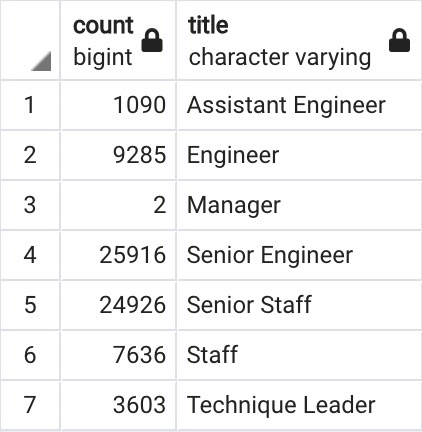 count title
bigint character varying
1 1090 Assistant Engineer
2 9285 Engineer
3 2 Manager
4 25916 Senior Engineer
5 24926 Senior Staff
6 7636 Staff
7 3603 Technique Leader